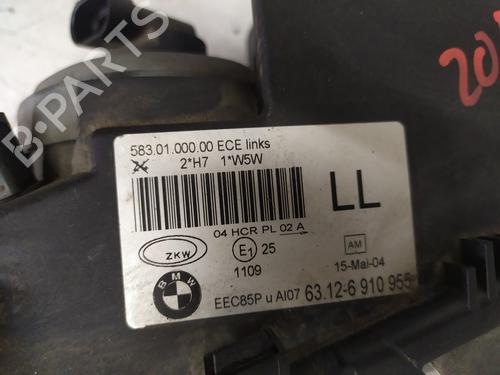 B-PARTS
201
583.01.000.00 ECE links
2*H7 1*W5W
LL
04 HCR PL 02 A
ZKW
E1 25
1109
AM
15-Mai-04
BMW
EEC85P u AI07 63.12-6 910 955